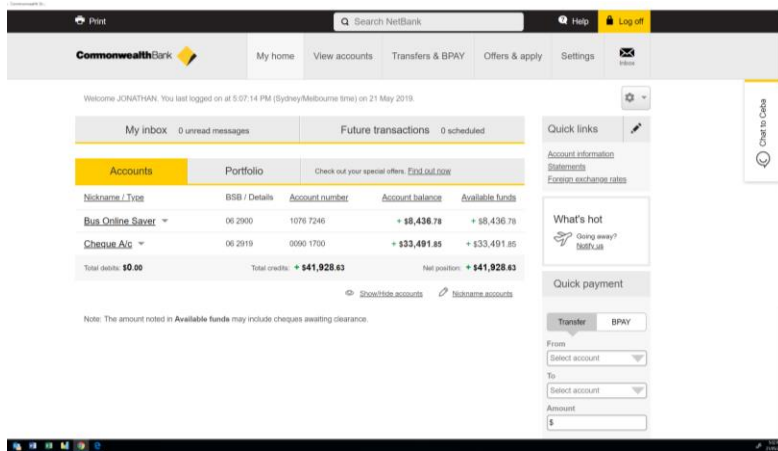 CommonwealthB
Print
Search NetBank
Help
Log off
CommonwealthBank
My home View accounts Transfers & BPAY Offers & apply Settings
Inbox
Welcome JONATHAN. You last logged on at 5:07:14 PM (Sydney/Melbourne time) on 21 May 2019.
My inbox 0 unread messages Future transactions 0 scheduled
Accounts Portfolio Check out your special offers. Find out now
Nickname / Type BSB / Details Account number Account balance Available funds
Bus Online Saver 06 2900 1076 7246 + $8,436.78 + $8,436.78
Cheque A/c 06 2919 0090 1700 + $33,491.85 + $33,491.85
Total debits: $0.00 Total credits: + $41,928.63 Net position: + $41,928.63
Show/Hide accounts Nickname accounts
Note: The amount noted in Available funds may include cheques awaiting clearance.
Quick links
Account information
Statements
Foreign exchange rates
What's hot
Going away?
Notify us
Quick payment
Transfer BPAY
From
Select account
To
Select account
Amount
$
Chat to Ceba